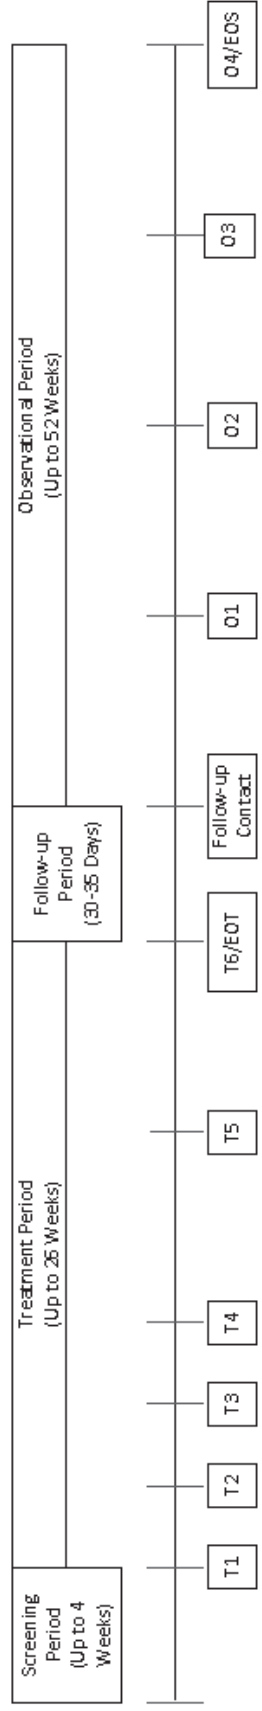 Screening
Period
(Up to 4
Weeks)
Treatment Period
(Up to 26 Weeks)
Follow-up
Period
(30-35 Days)
Observational Period
(Up to 52 Weeks)
T1
T2
T3
T4
T5
T6/EOT
Follow-up
Contact
O1
O2
O3
O4/EOS